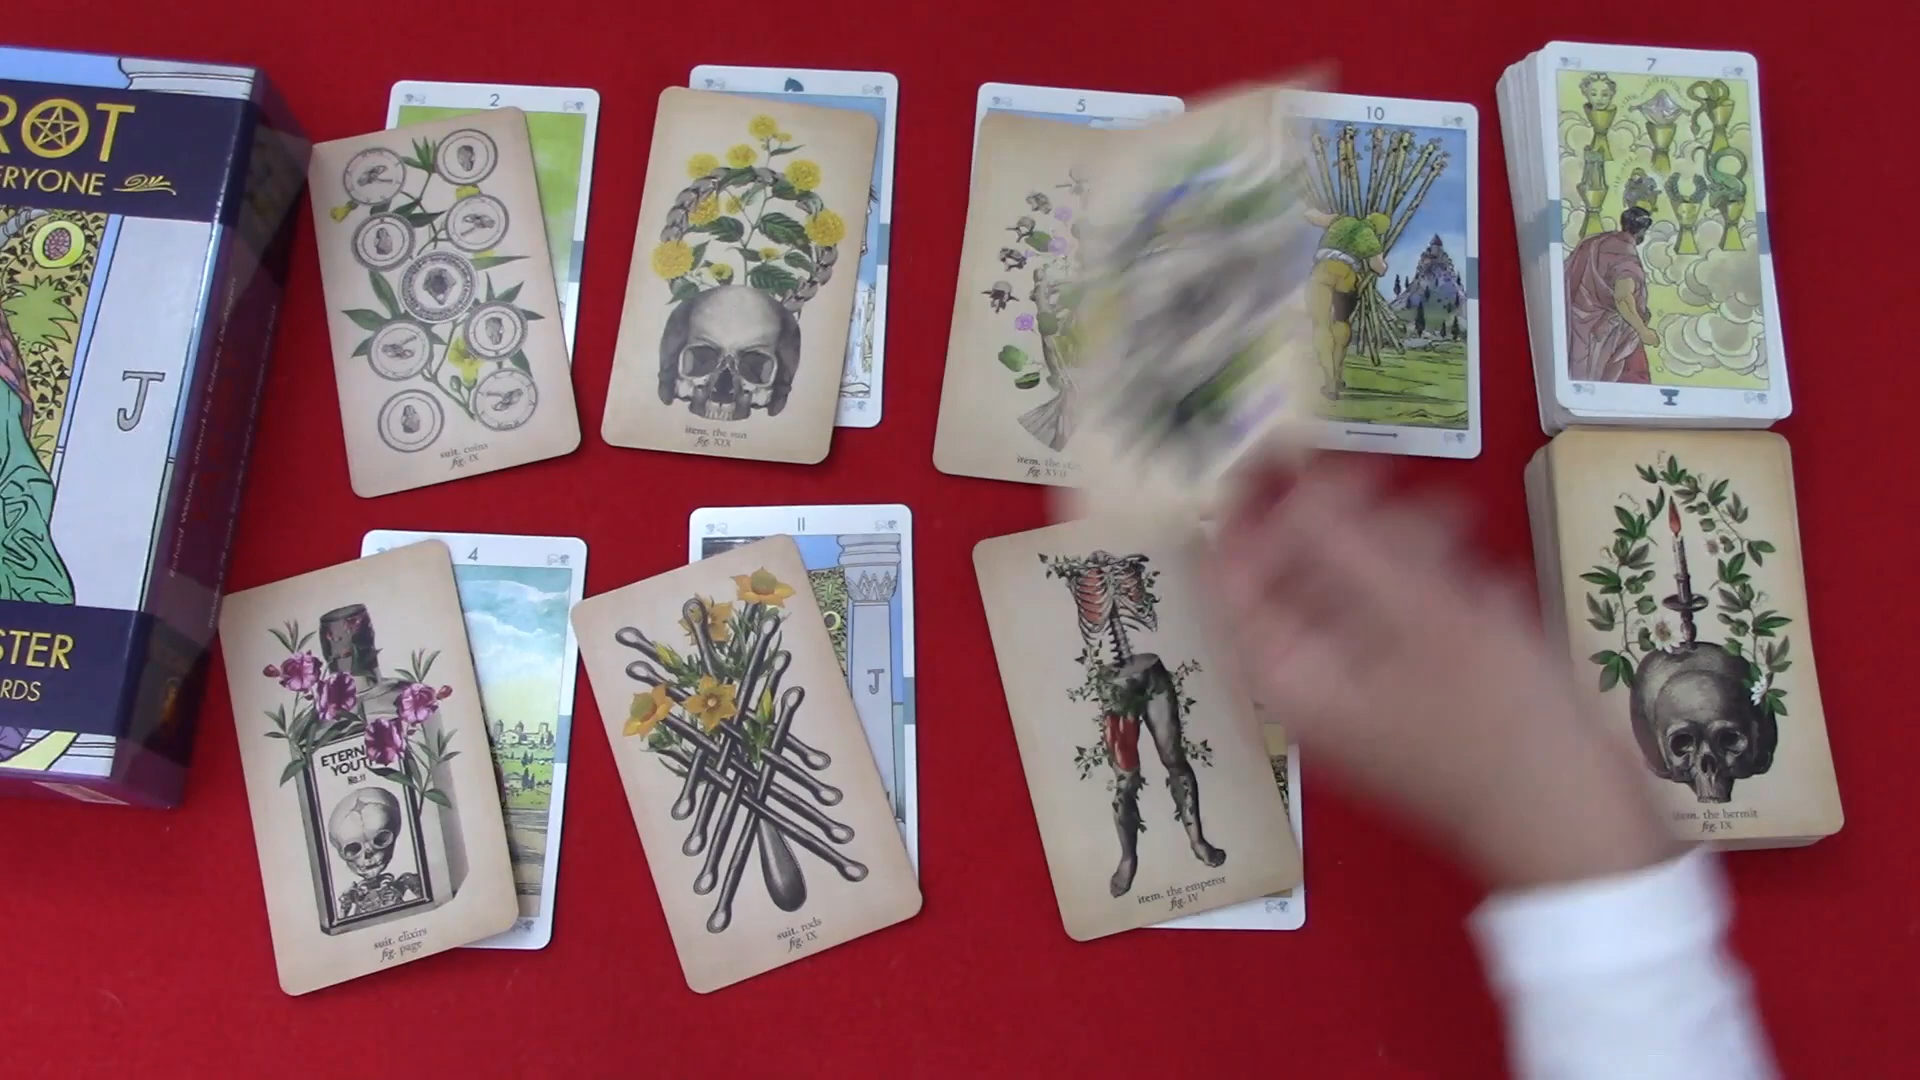 ROT
ERYONE
J
STER
RDS
2
suit. coins
fig. IX
item. the sun
fig. XIX
5
item. the
fig. XVII
10
7
4
ETERN
YOUT
No. 11
suit. elixirs
fig. page
II
J
suit. rods
fig. IX
item. the emperor
fig. IV
item. the hermit
fig. IX